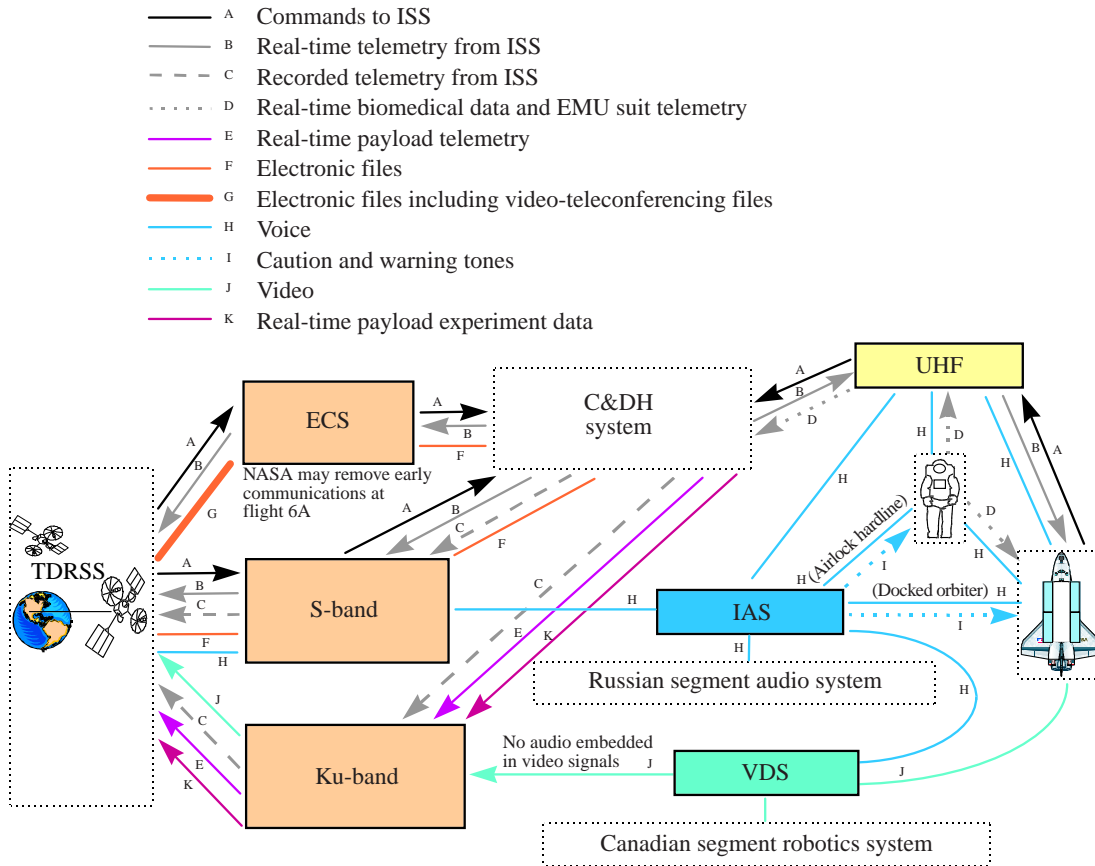 A Commands to ISS
B Real-time telemetry from ISS
C Recorded telemetry from ISS
D Real-time biomedical data and EMU suit telemetry
E Real-time payload telemetry
F Electronic files
G Electronic files including video-teleconferencing files
H Voice
I Caution and warning tones
J Video
K Real-time payload experiment data
UHF
C&DH
system
ECS
NASA may remove early
communications at
flight 6A
TDRSS
S-band
IAS
(Airlock hardline)
(Docked orbiter)
Russian segment audio system
Ku-band
No audio embedded
in video signals
VDS
Canadian segment robotics system
A
B
G
A
B
F
A
B
D
A
B
C
F
A
B
C
F
H
J
C
E
K
C
E
K
H
H
H
H
I
H
I
H
D
H
B
A
D
H
H
J
J